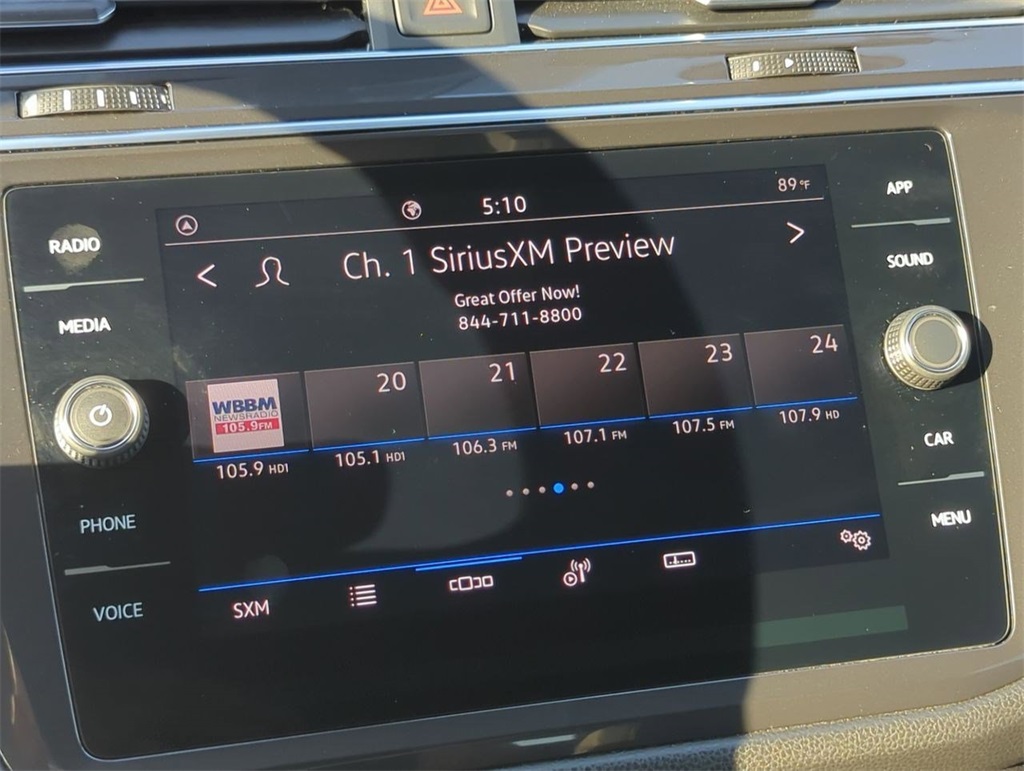 5:10
89°F
RADIO
MEDIA
PHONE
VOICE
APP
SOUND
CAR
MENU
Ch. 1 SiriusXM Preview
Great Offer Now!
844-711-8800
WBBM
NEWSRADIO
105.9FM
20
21
22
23
24
105.9 HD1
105.1 HD1
106.3 FM
107.1 FM
107.5 FM
107.9 HD
SXM